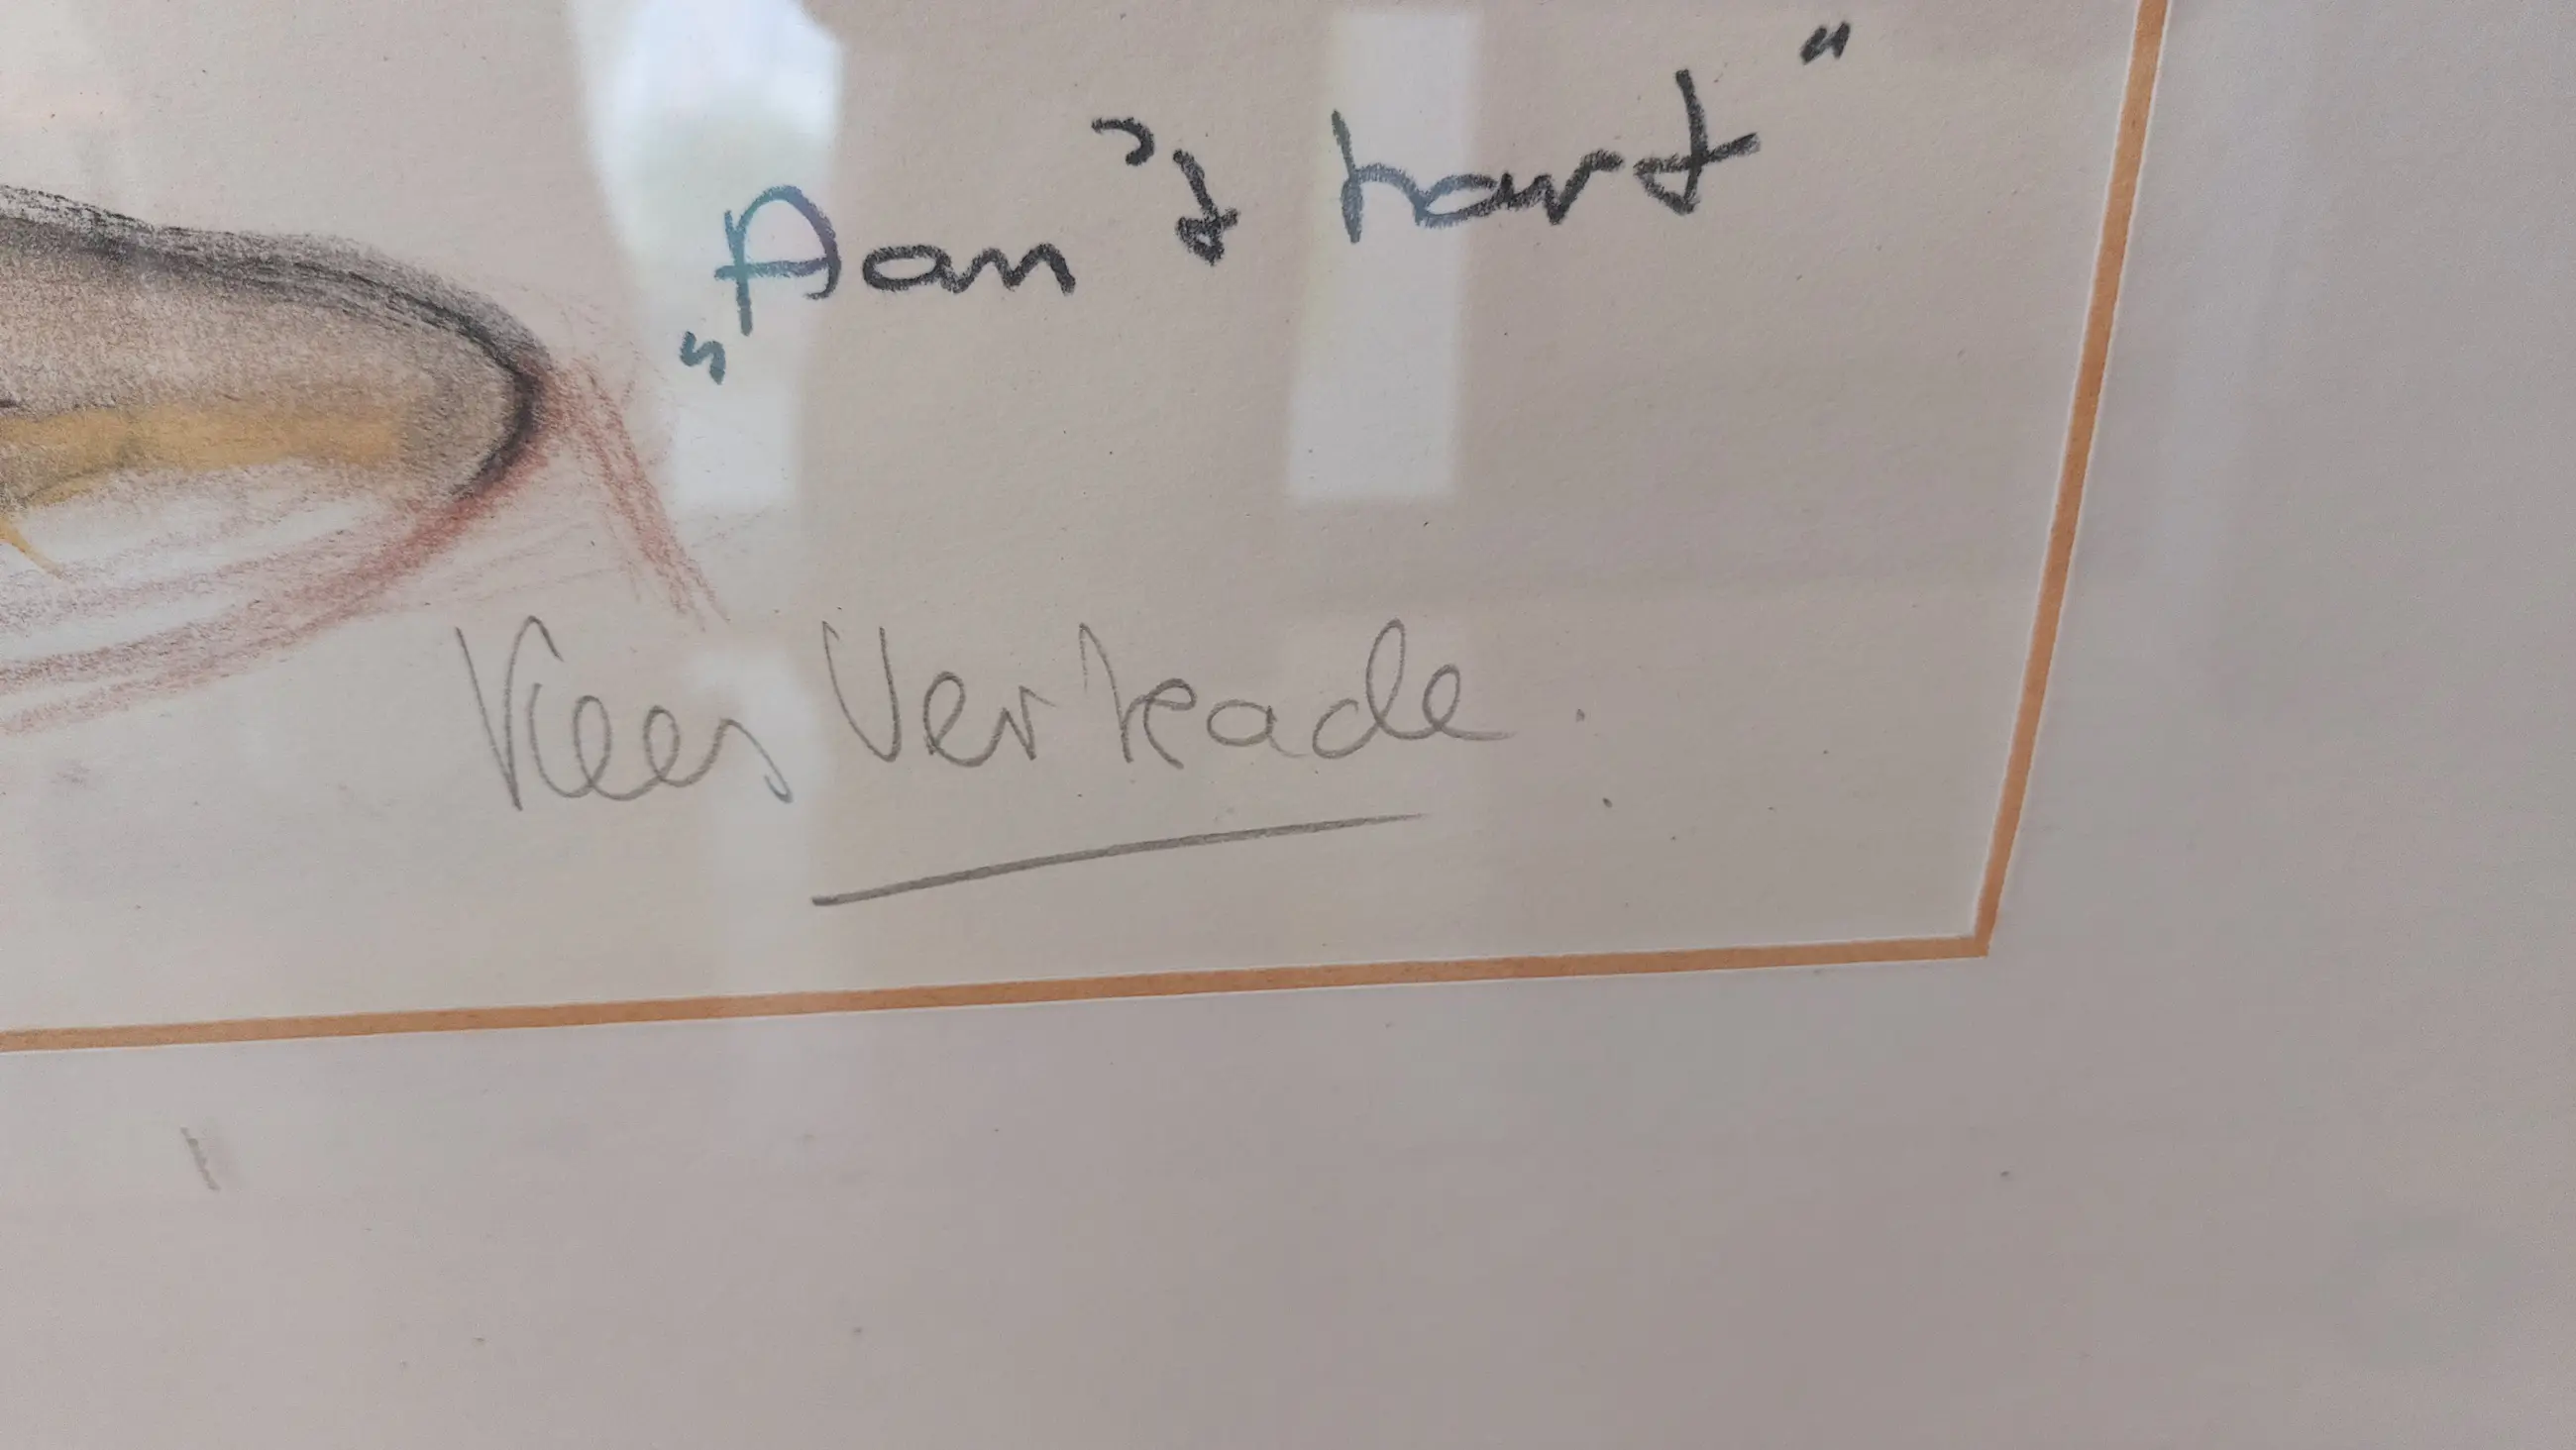 „Aan 't hart“
Kees Verkade.